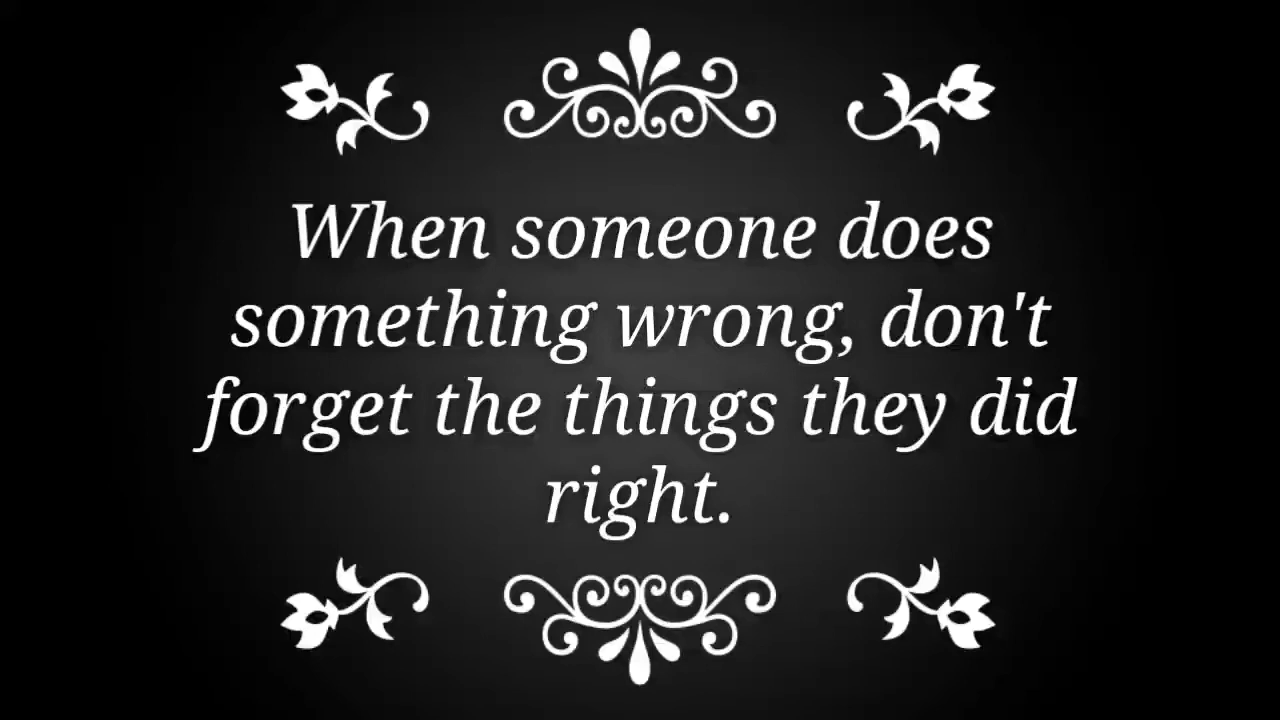 When someone does
something wrong, don't
forget the things they did
right.